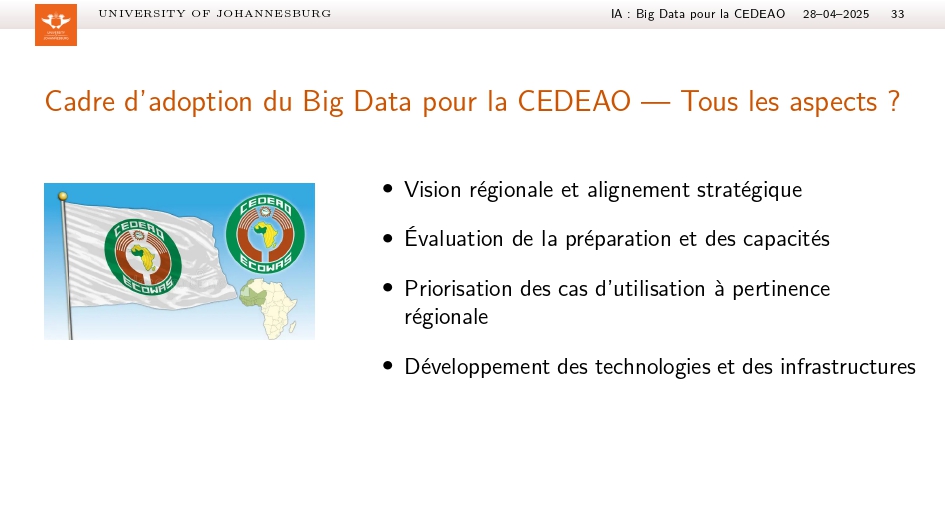 UNIVERSITY OF JOHANNESBURG
IA : Big Data pour la CEDEAO 28–04–2025 33
UNIVERSITY
JOHANNESBURG
Cadre d'adoption du Big Data pour la CEDEAO — Tous les aspects ?
CEDEAO
ECOWAS
CEDEAO
ECOWAS
• Vision régionale et alignement stratégique
• Évaluation de la préparation et des capacités
• Priorisation des cas d'utilisation à pertinence
régionale
• Développement des technologies et des infrastructures